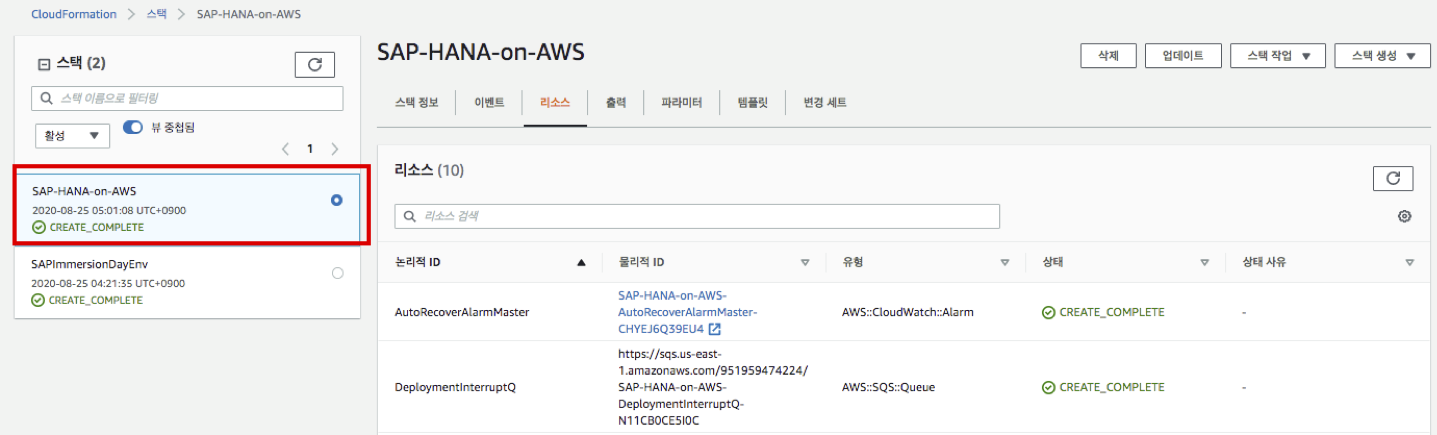 CloudFormation > 스택 > SAP-HANA-on-AWS
스택 (2)
스택 이름으로 필터링
활성
뷰 중첩됨
1
SAP-HANA-on-AWS
2020-08-25 05:01:08 UTC+0900
CREATE_COMPLETE
SAPImmersionDayEnv
2020-08-25 04:21:35 UTC+0900
CREATE_COMPLETE
SAP-HANA-on-AWS
삭제 업데이트 스택 작업 스택 생성
스택 정보 이벤트 리소스 출력 파라미터 템플릿 변경 세트
리소스 (10)
리소스 검색
논리적 ID 물리적 ID 유형 상태 상태 사유
AutoRecoverAlarmMaster
SAP-HANA-on-AWS-
AutoRecoverAlarmMaster-
CHYEJ6Q39EU4
AWS::CloudWatch::Alarm
CREATE_COMPLETE
-
DeploymentInterruptQ
https://sqs.us-east-
1.amazonaws.com/951959474224/
SAP-HANA-on-AWS-
DeploymentInterruptQ-
N11CB0CE5I0C
AWS::SQS::Queue
CREATE_COMPLETE
-